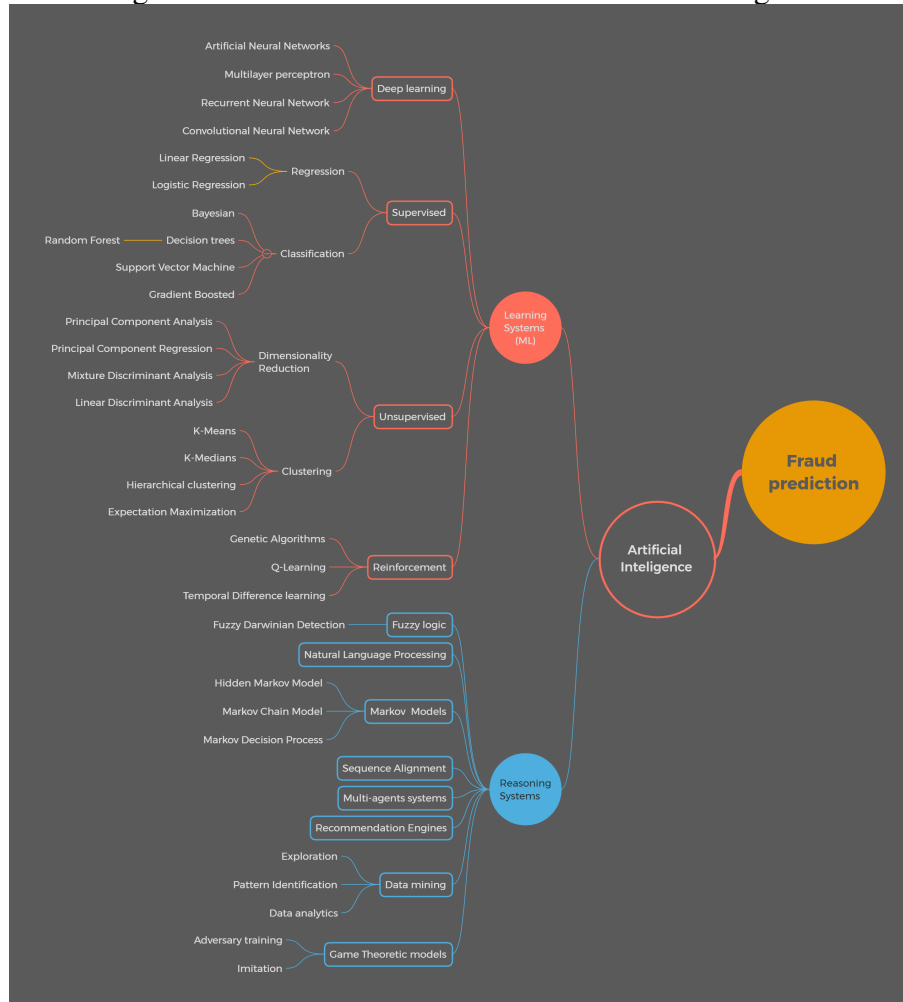 Artificial Neural Networks
Multilayer perceptron
Recurrent Neural Network
Convolutional Neural Network
Deep learning
Linear Regression
Logistic Regression
Regression
Bayesian
Random Forest
Decision trees
Support Vector Machine
Gradient Boosted
Classification
Supervised
Principal Component Analysis
Principal Component Regression
Mixture Discriminant Analysis
Linear Discriminant Analysis
Dimensionality
Reduction
K-Means
K-Medians
Hierarchical clustering
Expectation Maximization
Clustering
Unsupervised
Genetic Algorithms
Q-Learning
Temporal Difference learning
Reinforcement
Learning
Systems
(ML)
Fuzzy Darwinian Detection
Fuzzy logic
Natural Language Processing
Hidden Markov Model
Markov Chain Model
Markov Decision Process
Markov Models
Sequence Alignment
Multi-agents systems
Recommendation Engines
Exploration
Pattern Identification
Data analytics
Data mining
Adversary training
Imitation
Game Theoretic models
Reasoning
Systems
Artificial
Inteligence
Fraud
prediction